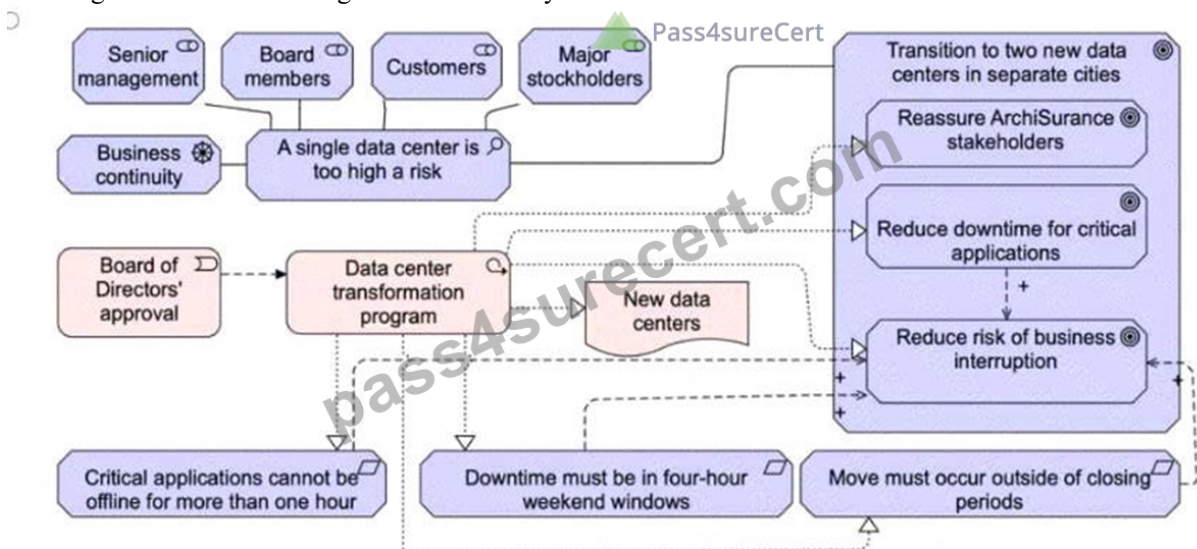 Pass4sureCert
Senior
management
Board
members
Customers
Major
stockholders
Transition to two new data
centers in separate cities
Reassure ArchiSurance
stakeholders
Business
continuity
A single data center is
too high a risk
Reduce downtime for critical
applications
+
Board of
Directors'
approval
Data center
transformation
program
New data
centers
Reduce risk of business
interruption
+
+
+
Critical applications cannot be
offline for more than one hour
Downtime must be in four-hour
weekend windows
Move must occur outside of closing
periods
pass4surecert.com